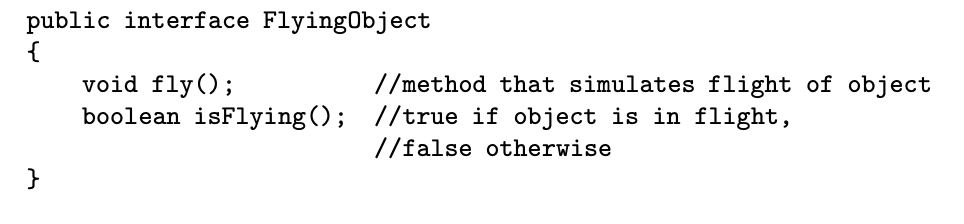 public interface FlyingObject
{
    void fly();         //method that simulates flight of object
    boolean isFlying(); //true if object is in flight,
                        //false otherwise
}